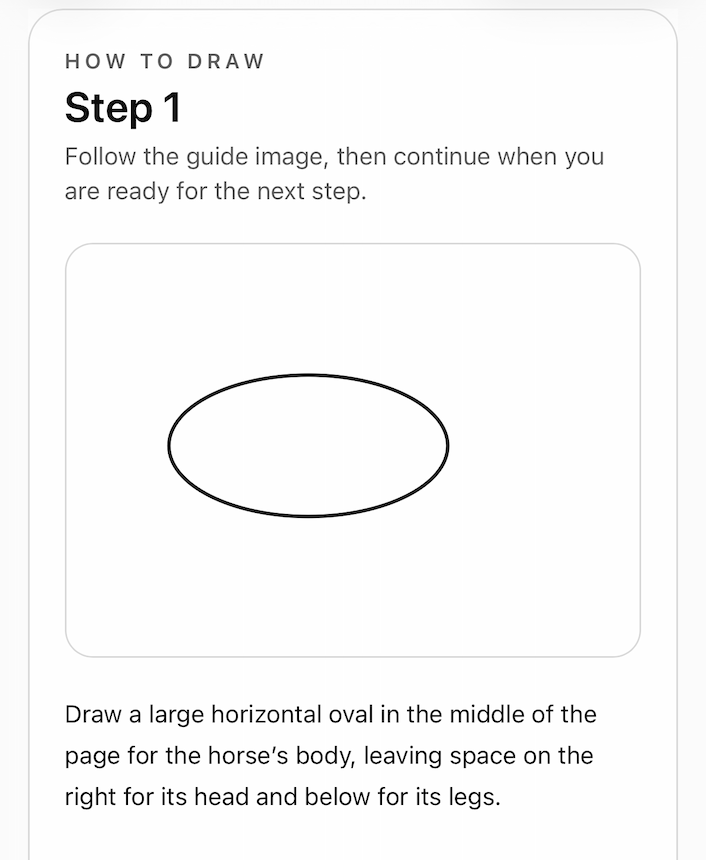 HOW TO DRAW
Step 1
Follow the guide image, then continue when you
are ready for the next step.
Draw a large horizontal oval in the middle of the
page for the horse’s body, leaving space on the
right for its head and below for its legs.